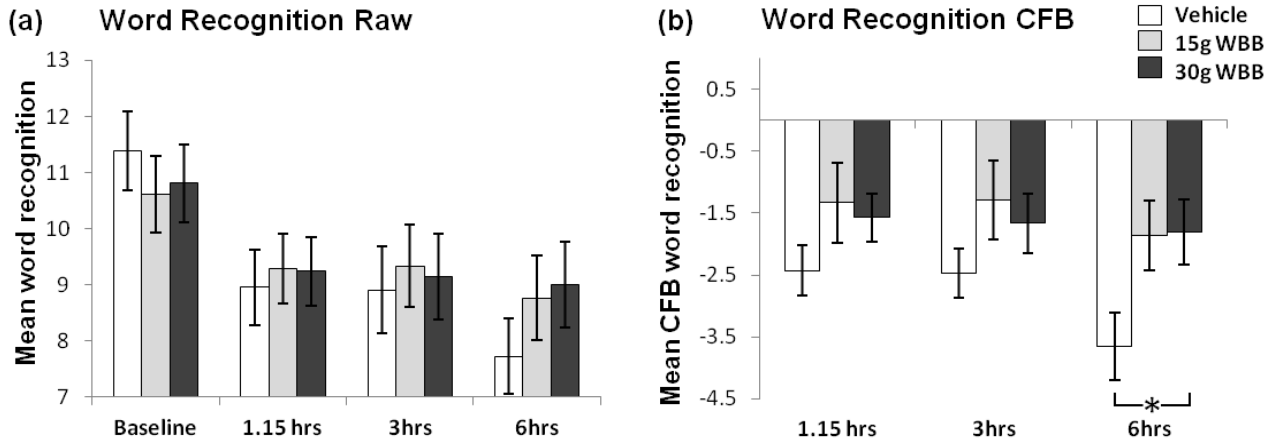 (a) Word Recognition Raw
Mean word recognition
13
12
11
10
9
8
7
Baseline 1.15 hrs 3hrs 6hrs
(b) Word Recognition CFB
Vehicle
15g WBB
30g WBB
Mean CFB word recognition
0.5
-0.5
-1.5
-2.5
-3.5
-4.5
*
1.15 hrs 3hrs 6hrs